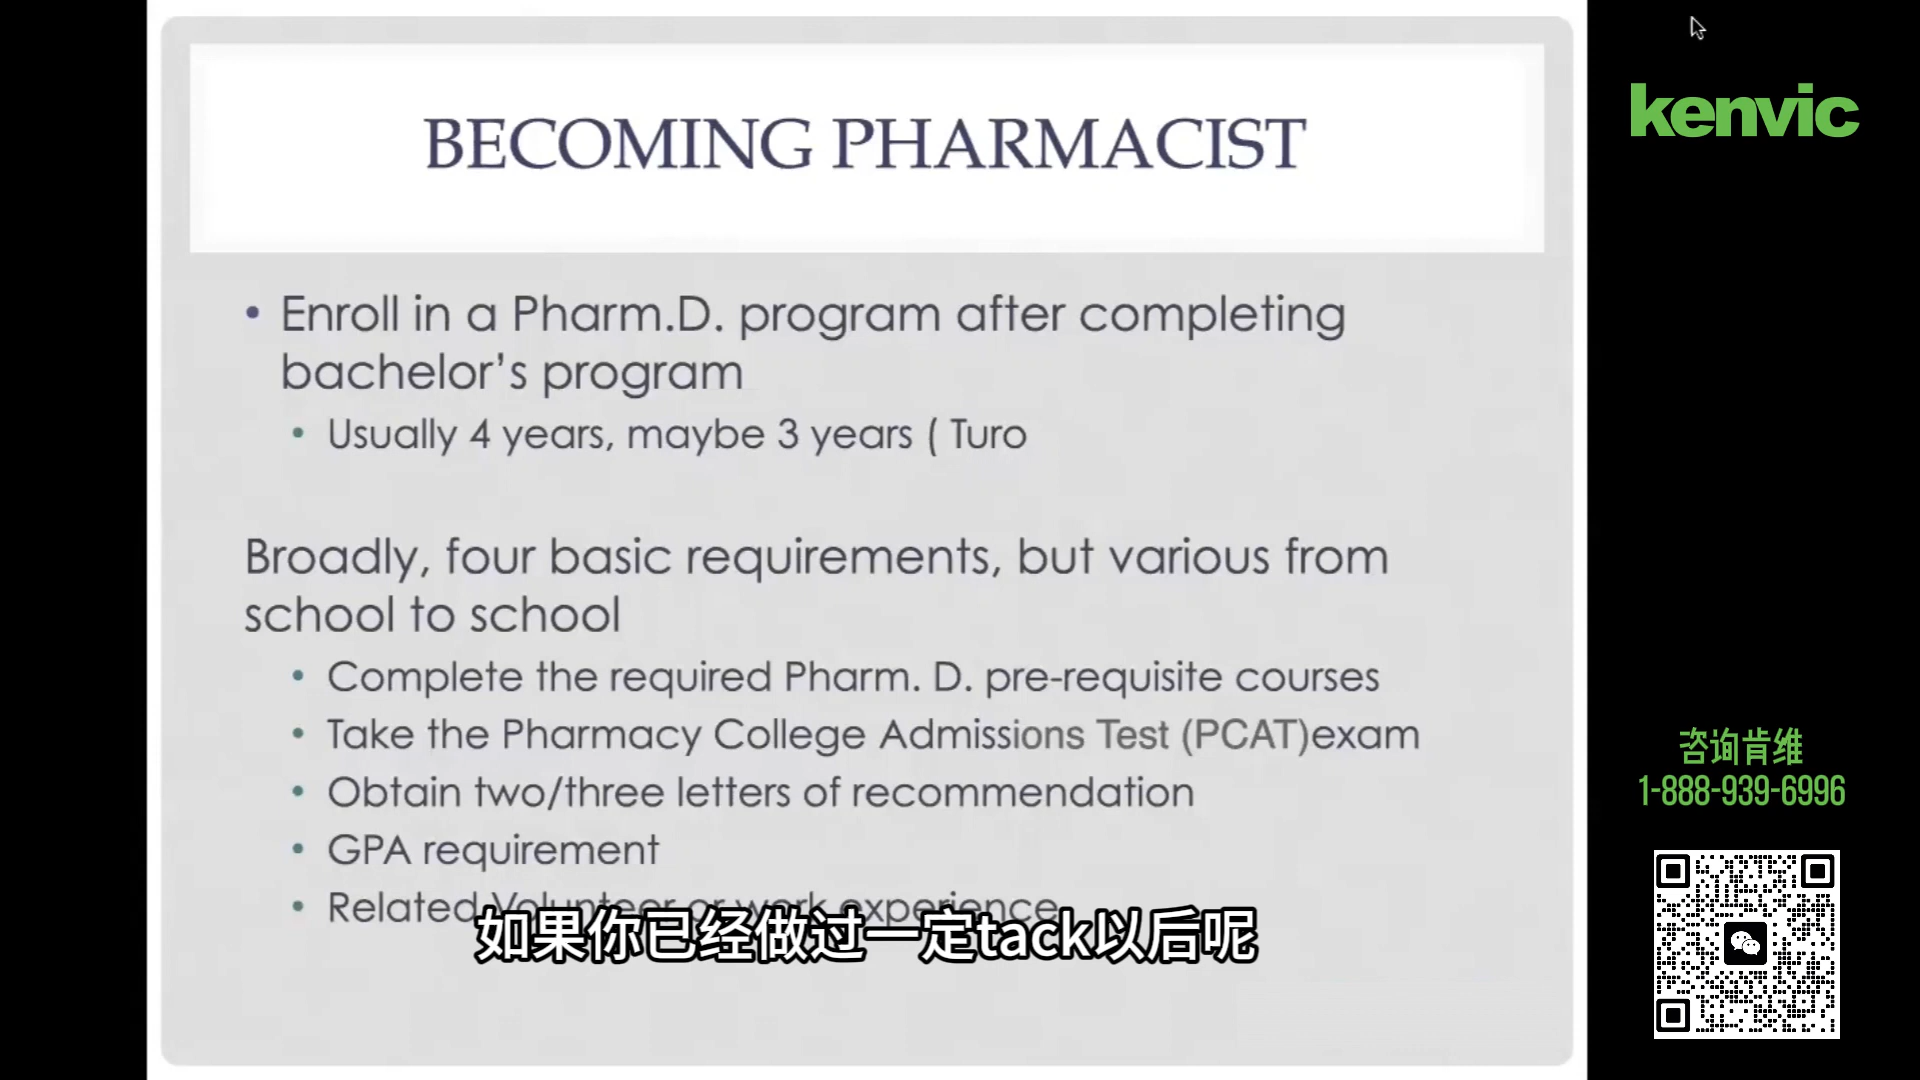 BECOMING PHARMACIST
• Enroll in a Pharm.D. program after completing
bachelor's program
• Usually 4 years, maybe 3 years ( Turo
Broadly, four basic requirements, but various from
school to school
• Complete the required Pharm. D. pre-requisite courses
• Take the Pharmacy College Admissions Test (PCAT)exam
• Obtain two/three letters of recommendation
• GPA requirement
• Related Volunteer or work experience
如果你已经做过一定tack以后呢
kenvic
咨询肯维
1-888-939-6996